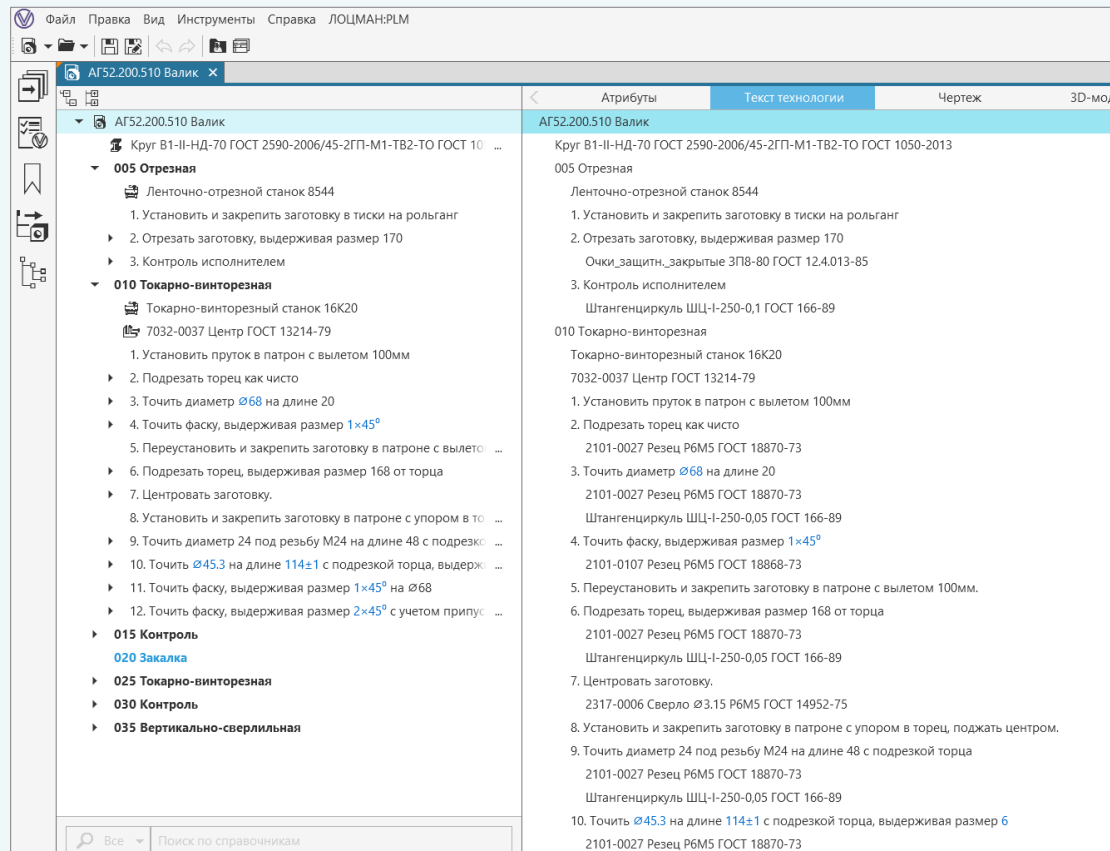 Файл Правка Вид Инструменты Справка ЛОЦМАН:PLM
АГ52.200.510 Валик
АГ52.200.510 Валик
Круг В1-II-НД-70 ГОСТ 2590-2006/45-2ГП-М1-ТВ2-ТО ГОСТ 10 ...
005 Отрезная
Ленточно-отрезной станок 8544
1. Установить и закрепить заготовку в тиски на рольганг
2. Отрезать заготовку, выдерживая размер 170
3. Контроль исполнителем
010 Токарно-винторезная
Токарно-винторезный станок 16К20
7032-0037 Центр ГОСТ 13214-79
1. Установить пруток в патрон с вылетом 100мм
2. Подрезать торец как чисто
3. Точить диаметр ∅68 на длине 20
4. Точить фаску, выдерживая размер 1×45⁰
5. Переустановить и закрепить заготовку в патроне с вылето ...
6. Подрезать торец, выдерживая размер 168 от торца
7. Центровать заготовку.
8. Установить и закрепить заготовку в патроне с упором в то ...
9. Точить диаметр 24 под резьбу М24 на длине 48 с подрезко ...
10. Точить ∅45.3 на длине 114±1 с подрезкой торца, выдерж ...
11. Точить фаску, выдерживая размер 1×45⁰ на ∅68
12. Точить фаску, выдерживая размер 2×45⁰ с учетом припус ...
015 Контроль
020 Закалка
025 Токарно-винторезная
030 Контроль
035 Вертикально-сверлильная
Все Поиск по справочникам
Атрибуты Текст технологии Чертеж 3D-мод
АГ52.200.510 Валик
Круг В1-II-НД-70 ГОСТ 2590-2006/45-2ГП-М1-ТВ2-ТО ГОСТ 1050-2013
005 Отрезная
Ленточно-отрезной станок 8544
1. Установить и закрепить заготовку в тиски на рольганг
2. Отрезать заготовку, выдерживая размер 170
Очки_защитн._закрытые ЗП8-80 ГОСТ 12.4.013-85
3. Контроль исполнителем
Штангенциркуль ШЦ-I-250-0,1 ГОСТ 166-89
010 Токарно-винторезная
Токарно-винторезный станок 16К20
7032-0037 Центр ГОСТ 13214-79
1. Установить пруток в патрон с вылетом 100мм
2. Подрезать торец как чисто
2101-0027 Резец Р6М5 ГОСТ 18870-73
3. Точить диаметр ∅68 на длине 20
2101-0027 Резец Р6М5 ГОСТ 18870-73
Штангенциркуль ШЦ-I-250-0,05 ГОСТ 166-89
4. Точить фаску, выдерживая размер 1×45⁰
2101-0107 Резец Р6М5 ГОСТ 18868-73
5. Переустановить и закрепить заготовку в патроне с вылетом 100мм.
6. Подрезать торец, выдерживая размер 168 от торца
2101-0027 Резец Р6М5 ГОСТ 18870-73
Штангенциркуль ШЦ-I-250-0,05 ГОСТ 166-89
7. Центровать заготовку.
2317-0006 Сверло ∅3.15 Р6М5 ГОСТ 14952-75
8. Установить и закрепить заготовку в патроне с упором в торец, поджать центром.
9. Точить диаметр 24 под резьбу М24 на длине 48 с подрезкой торца
2101-0027 Резец Р6М5 ГОСТ 18870-73
Штангенциркуль ШЦ-I-250-0,05 ГОСТ 166-89
10. Точить ∅45.3 на длине 114±1 с подрезкой торца, выдерживая размер 6
2101-0027 Резец Р6М5 ГОСТ 18870-73